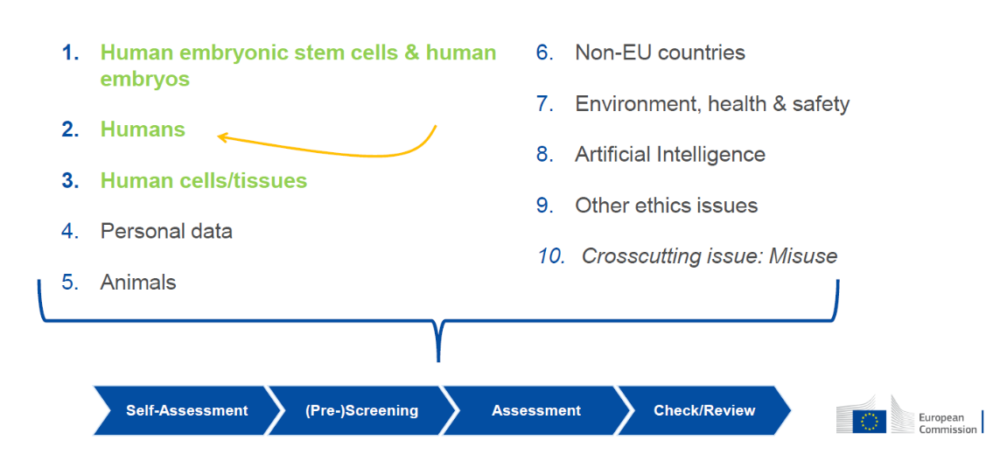 1. Human embryonic stem cells & human
embryos
2. Humans
3. Human cells/tissues
4. Personal data
5. Animals
6. Non-EU countries
7. Environment, health & safety
8. Artificial Intelligence
9. Other ethics issues
10. Crosscutting issue: Misuse
Self-Assessment
(Pre-)Screening
Assessment
Check/Review
European
Commission